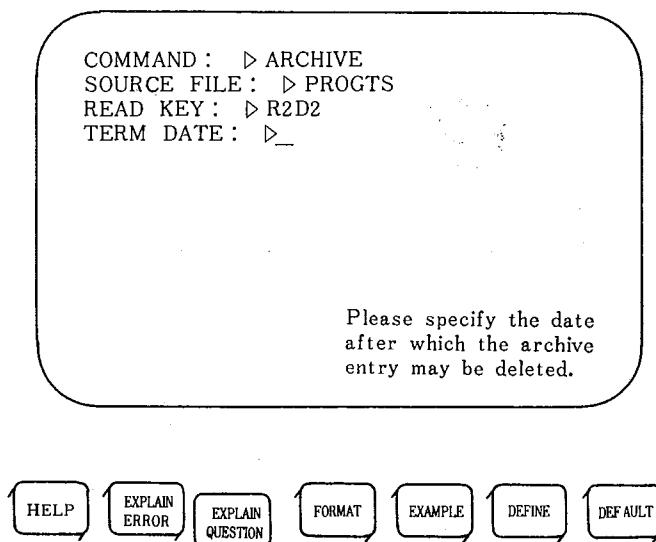 COMMAND : ▷ ARCHIVE
SOURCE FILE : ▷ PROGTS
READ KEY : ▷ R2D2
TERM DATE : ▷_
Please specify the date
after which the archive
entry may be deleted.
HELP
EXPLAIN
ERROR
EXPLAIN
QUESTION
FORMAT
EXAMPLE
DEFINE
DEFAULT